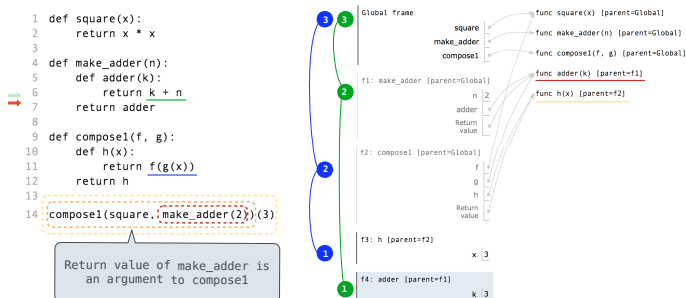 1 def square(x):
2 return x * x
3
4 def make_adder(n):
5 def adder(k):
6 return k + n
7 return adder
8
9 def compose1(f, g):
10 def h(x):
11 return f(g(x))
12 return h
13
14 compose1(square, make_adder(2))(3)
Return value of make_adder is
an argument to compose1
3 3 Global frame
square
make_adder
compose1
func square(x) [parent=Global]
func make_adder(n) [parent=Global]
func compose1(f, g) [parent=Global]
func adder(k) [parent=f1]
func h(x) [parent=f2]
f1: make_adder [parent=Global]
2
n 2
adder
Return
value
f2: compose1 [parent=Global]
2
f
g
h
Return
value
f3: h [parent=f2]
1
x 3
f4: adder [parent=f1]
1
k 3